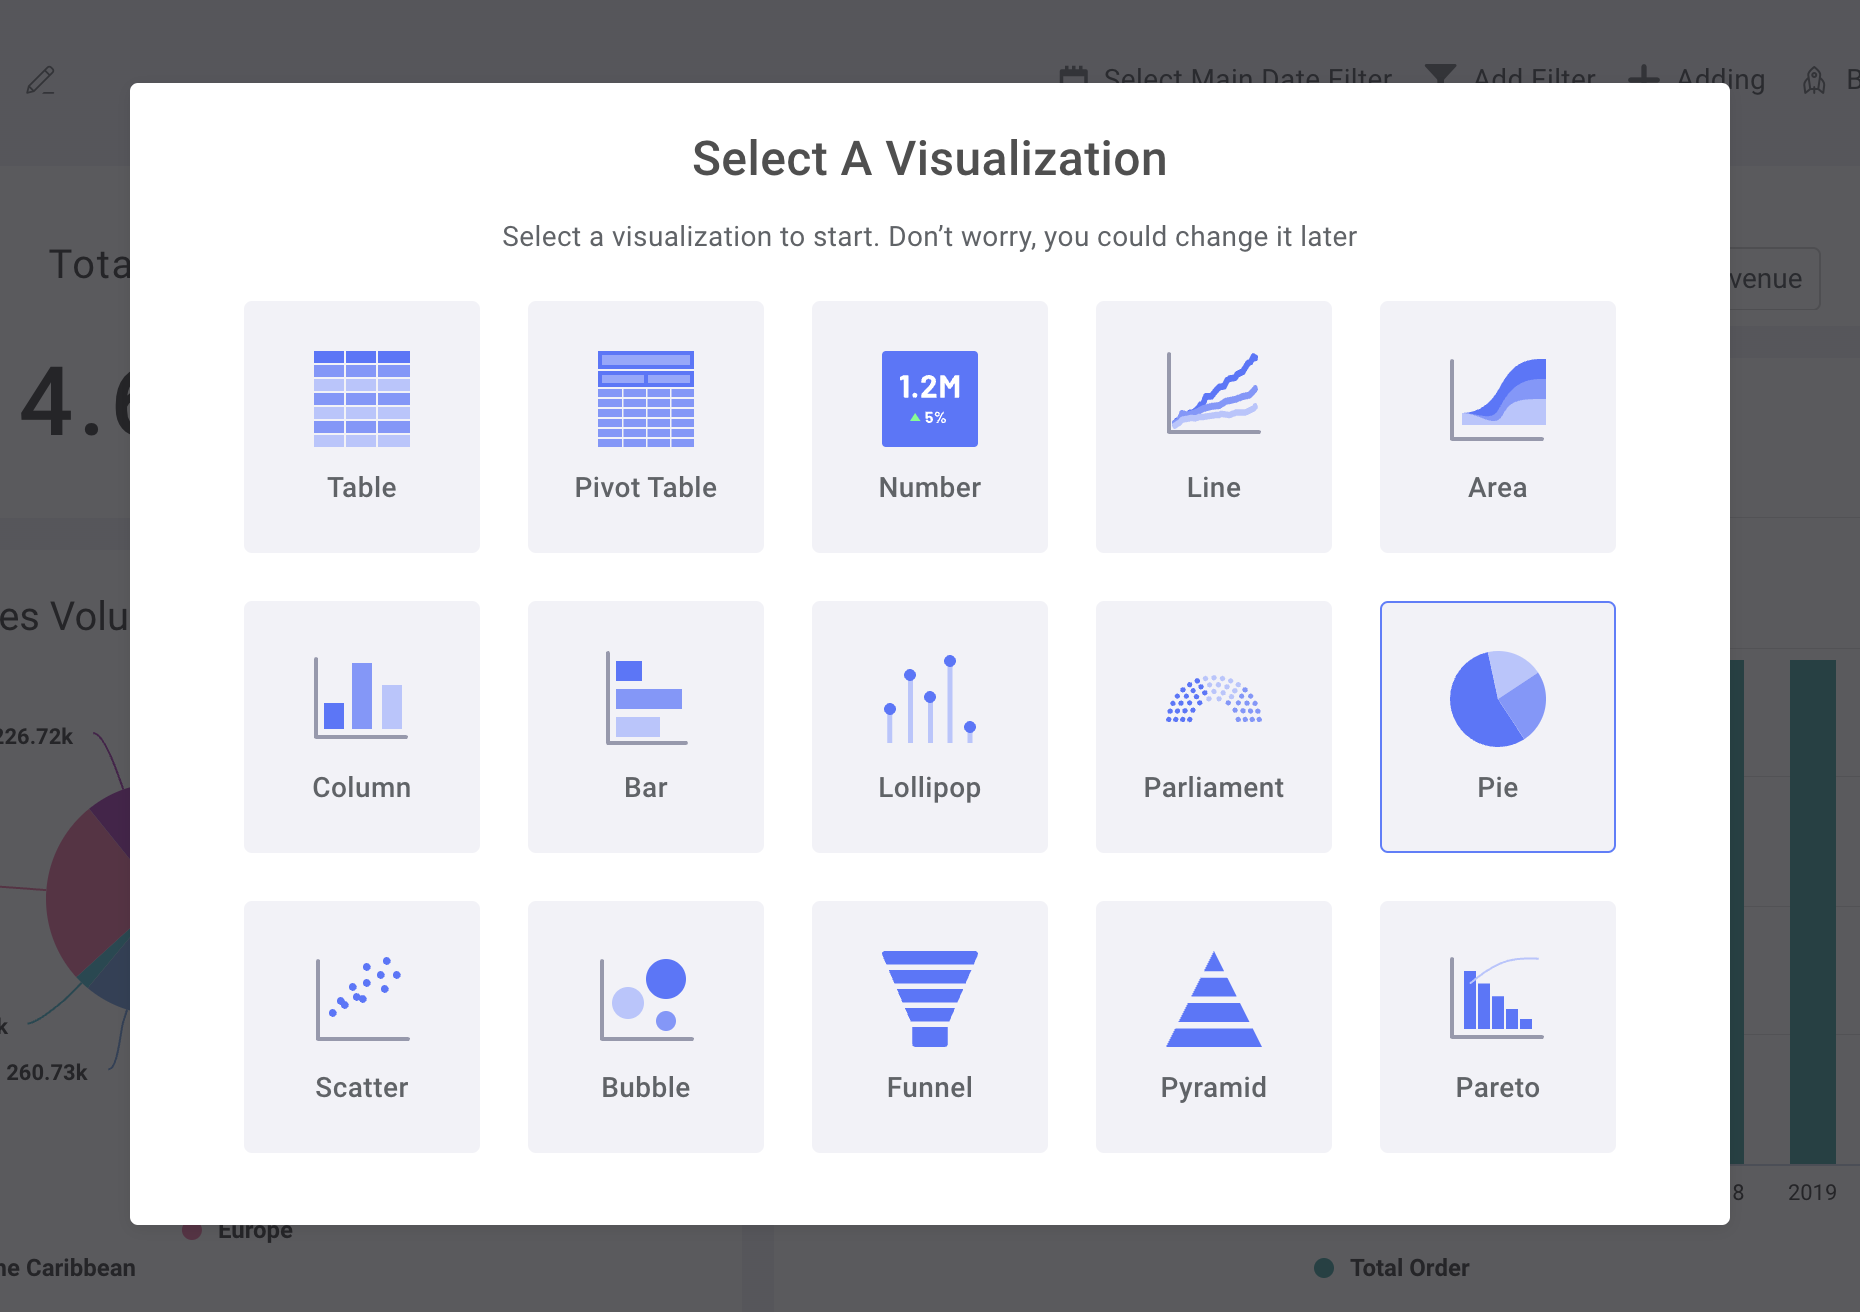 Select Main Date Filter Add Filter Adding B
Select A Visualization
Select a visualization to start. Don’t worry, you could change it later
Tota
venue
4.6
1.2M
5%
Table Pivot Table Number Line Area
es Volu
226.72k
Column Bar Lollipop Parliament Pie
k
260.73k
Scatter Bubble Funnel Pyramid Pareto
8 2019
Europe
ne Caribbean
Total Order